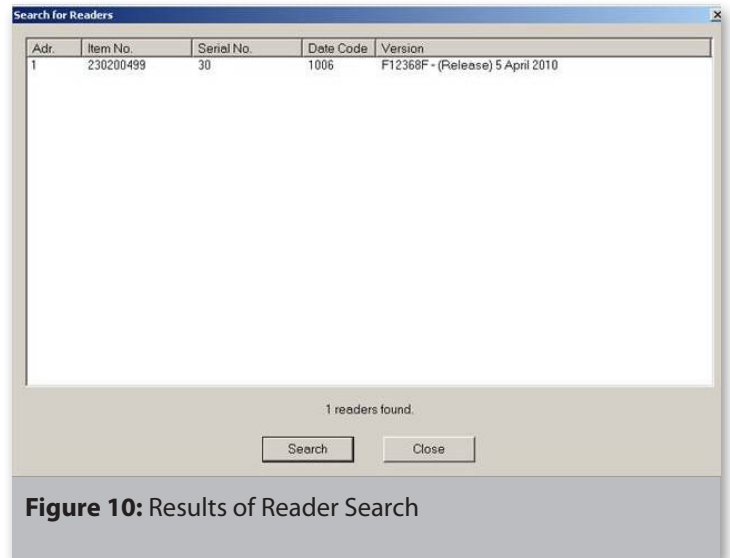 Search for Readers
Adr. Item No. Serial No. Date Code Version
1 230200499 30 1006 F12368F - (Release) 5 April 2010
1 readers found.
Search Close
Figure 10: Results of Reader Search